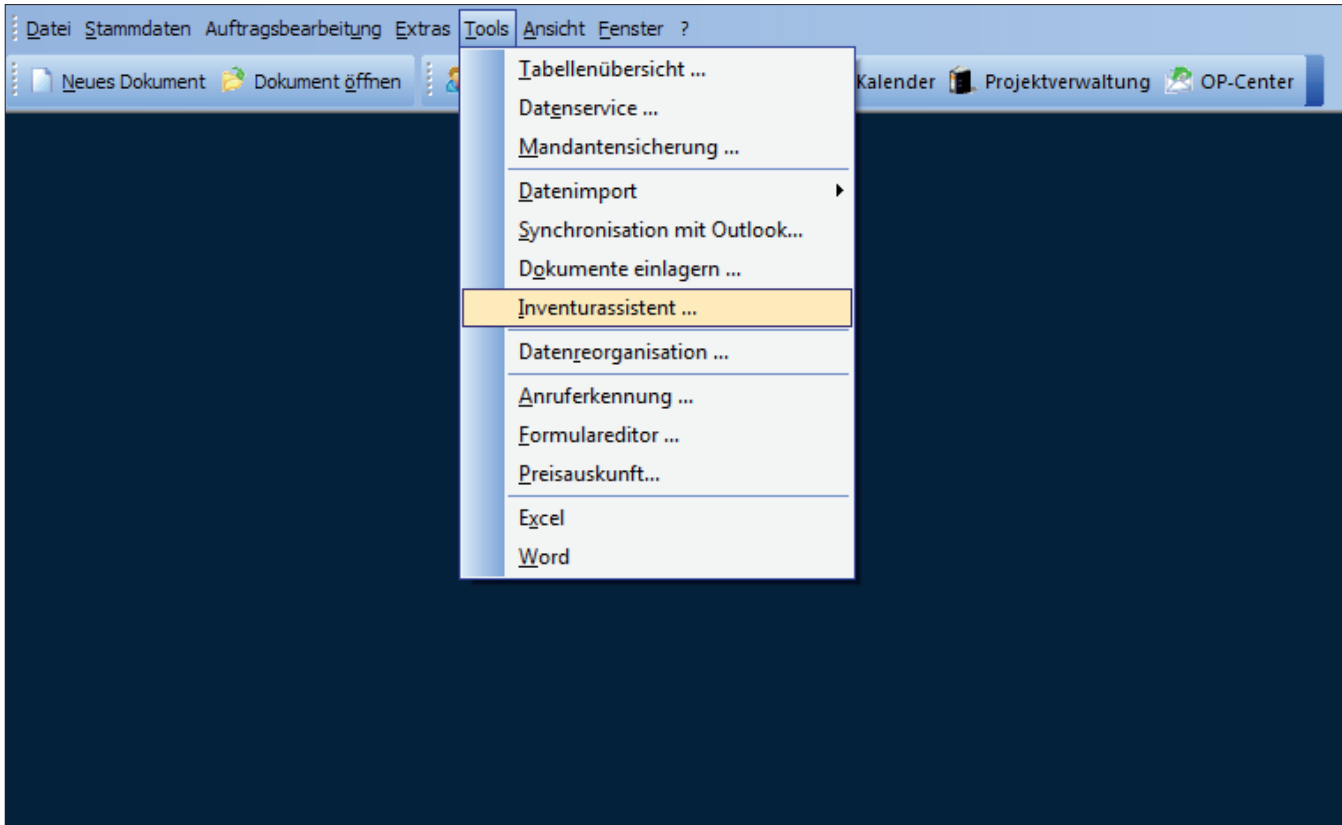 Datei Stammdaten Auftragsbearbeitung Extras Tools Ansicht Fenster ?
Neues Dokument Dokument öffnen Kalender Projektverwaltung OP-Center
Tabellenübersicht ...
Datenservice ...
Mandantensicherung ...
Datenimport
Synchronisation mit Outlook...
Dokumente einlagern ...
Inventurassistent ...
Datenreorganisation ...
Anruferkennung ...
Formulareditor ...
Preisauskunft...
Excel
Word